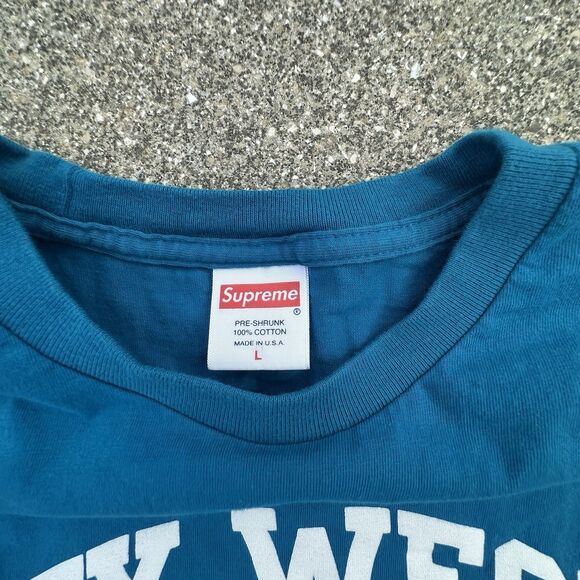 Supreme
®
PRE-SHRUNK
100% COTTON
MADE IN U.S.A.
L